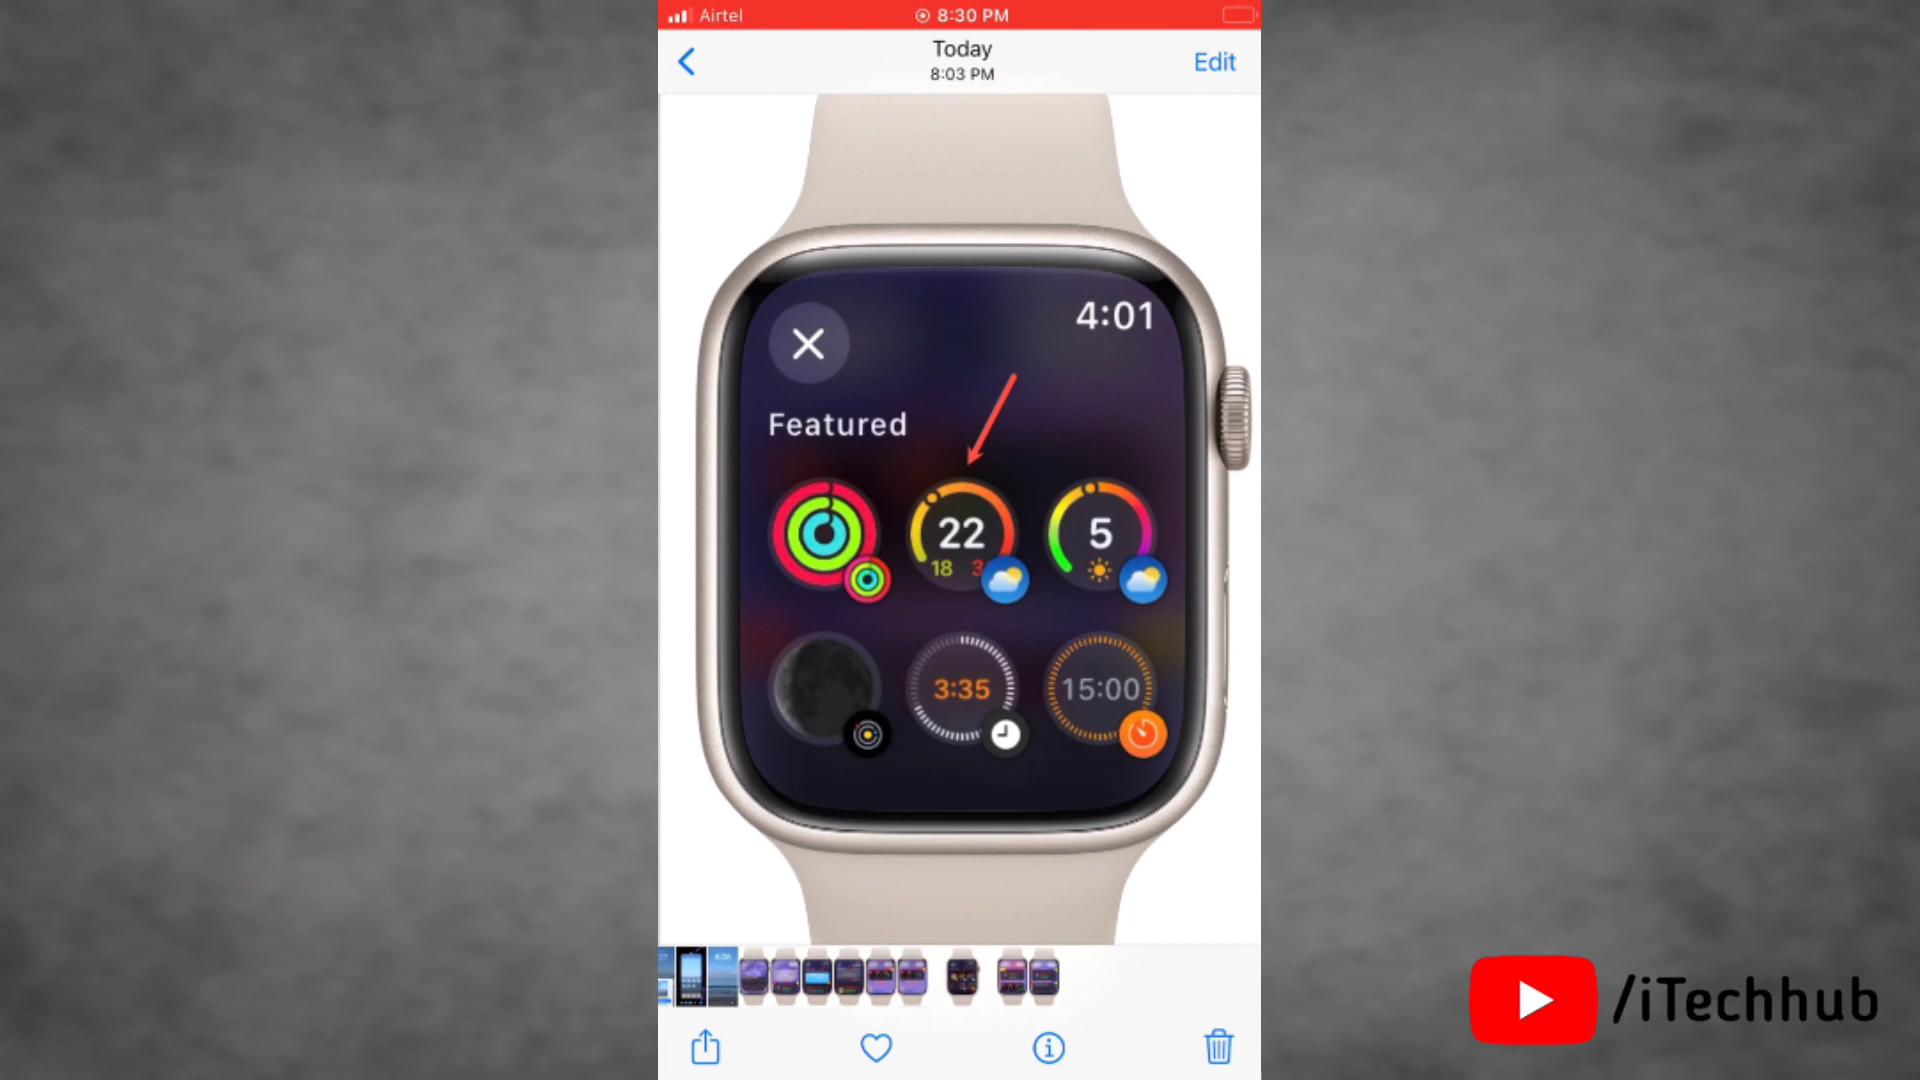 Airtel
8:30 PM
Today
8:03 PM
Edit
4:01
Featured
22
18
5
3:35
15:00
/iTechhub